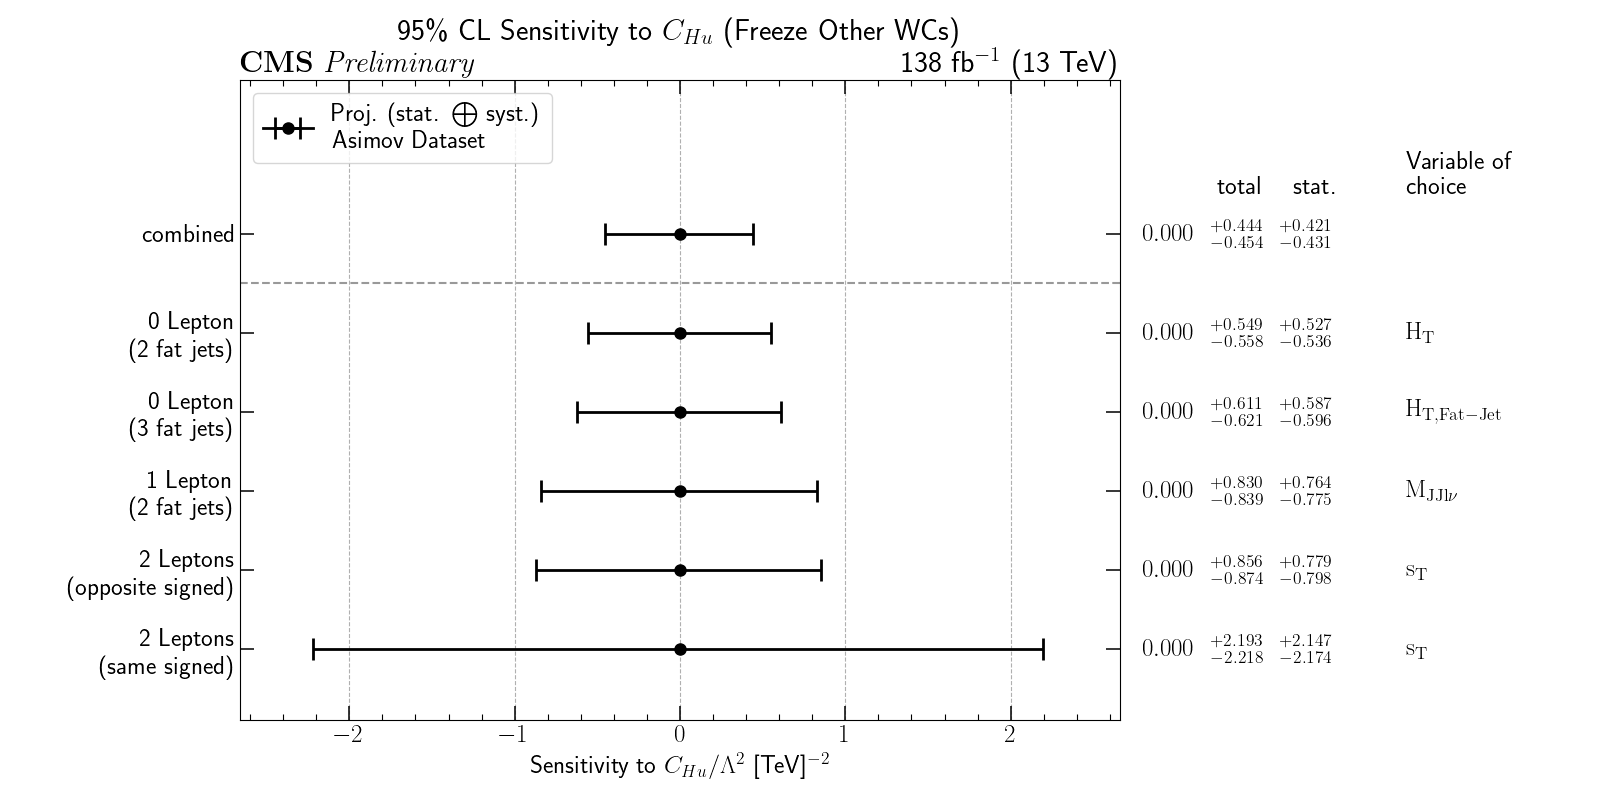 95% CL Sensitivity to C_{Hu} (Freeze Other WCs)
CMS Preliminary 138 fb^{−1} (13 TeV)
Proj. (stat. ⨁ syst.)
Asimov Dataset
Variable of
total stat. choice
combined 0.000 +0.444 −0.454 +0.421 −0.431
0 Lepton
(2 fat jets) 0.000 +0.549 −0.558 +0.527 −0.536 H_T
0 Lepton
(3 fat jets) 0.000 +0.611 −0.621 +0.587 −0.596 H_{T,Fat−Jet}
1 Lepton
(2 fat jets) 0.000 +0.830 −0.839 +0.764 −0.775 M_{JJlν}
2 Leptons
(opposite signed) 0.000 +0.856 −0.874 +0.779 −0.798 s_T
2 Leptons
(same signed) 0.000 +2.193 −2.218 +2.147 −2.174 s_T
−2 −1 0 1 2
Sensitivity to C_{Hu}/Λ^2 [TeV]^{−2}